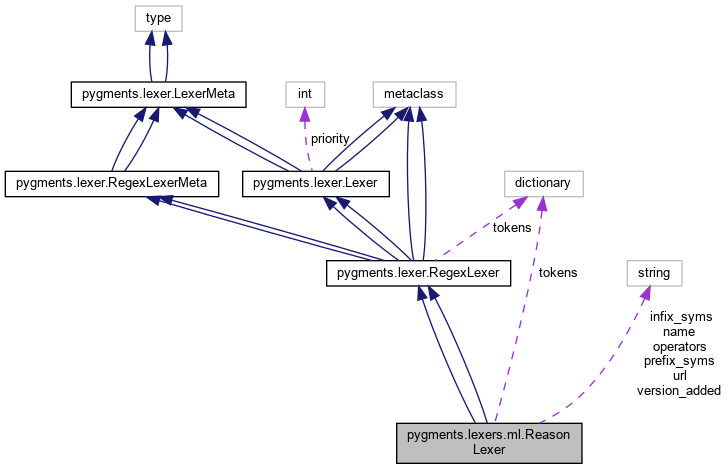 type
pygments.lexer.LexerMeta
int
metaclass
priority
pygments.lexer.RegexLexerMeta
pygments.lexer.Lexer
dictionary
tokens
pygments.lexer.RegexLexer
tokens
string
infix_syms
name
operators
prefix_syms
url
version_added
pygments.lexers.ml.Reason
Lexer